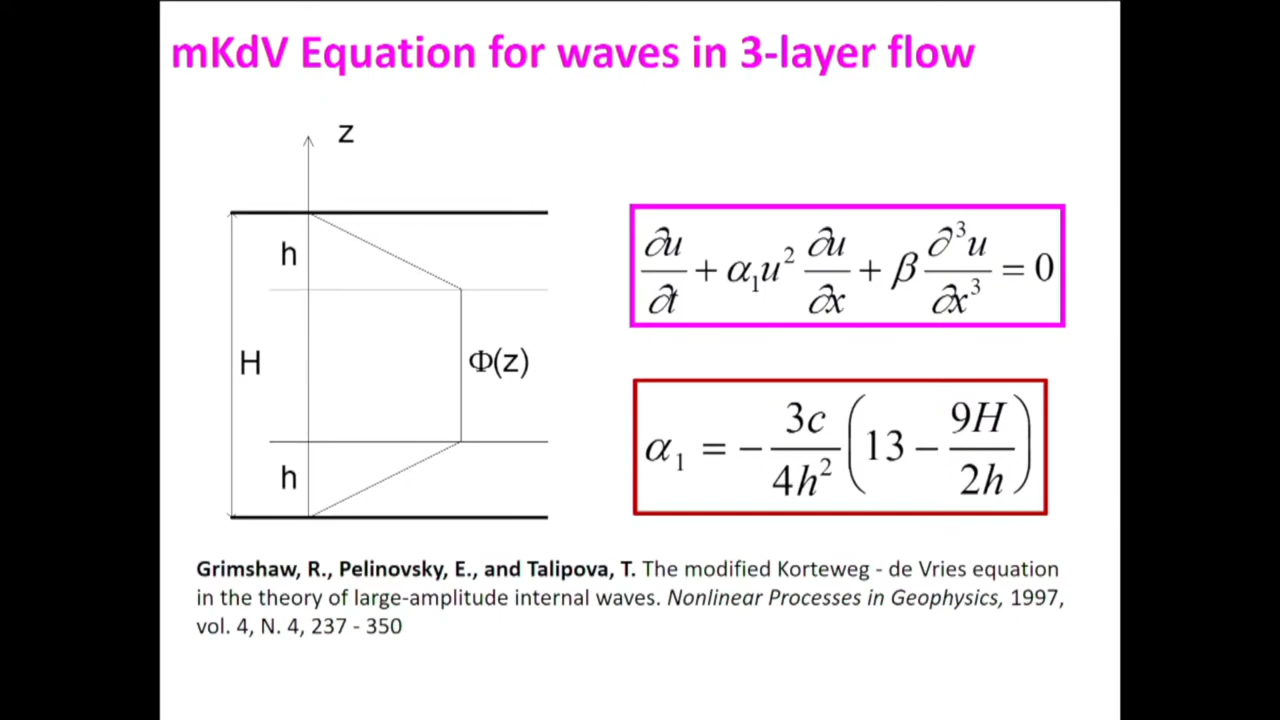 mKdV Equation for waves in 3-layer flow
z
h
H
Φ(z)
h
∂u/∂t + α₁u² ∂u/∂x + β ∂³u/∂x³ = 0
α₁ = − 3c/4h² (13 − 9H/2h)
Grimshaw, R., Pelinovsky, E., and Talipova, T. The modified Korteweg - de Vries equation
in the theory of large-amplitude internal waves. Nonlinear Processes in Geophysics, 1997,
vol. 4, N. 4, 237 - 350